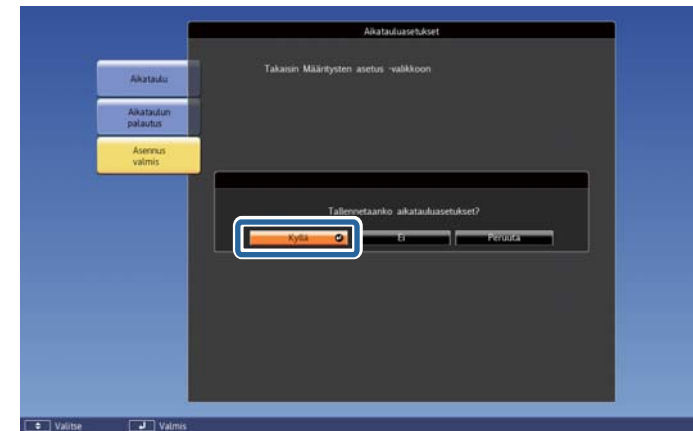 Aikatauluasetukset
Takaisin Määritysten asetus -valikkoon
Aikataulu
Aikataulun
palautus
Asennus
valmis
Tallennetaanko aikatauluasetukset?
Kyllä Ei Peruuta
Valitse Valmis